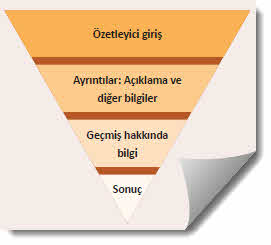 Özetleyici giriş
Ayrıntılar: Açıklama ve
diğer bilgiler
Geçmiş hakkında
bilgi
Sonuç